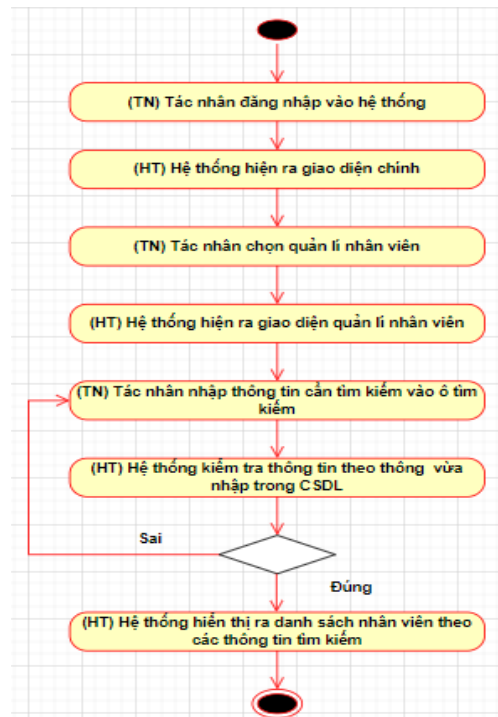 (TN) Tác nhân đăng nhập vào hệ thống
(HT) Hệ thống hiện ra giao diện chính
(TN) Tác nhân chọn quản lí nhân viên
(HT) Hệ thống hiện ra giao diện quản lí nhân viên
(TN) Tác nhân nhập thông tin cần tìm kiếm vào ô tìm
kiếm
(HT) Hệ thống kiểm tra thông tin theo thông vừa
nhập trong CSDL
Sai
Đúng
(HT) Hệ thống hiển thị ra danh sách nhân viên theo
các thông tin tìm kiếm